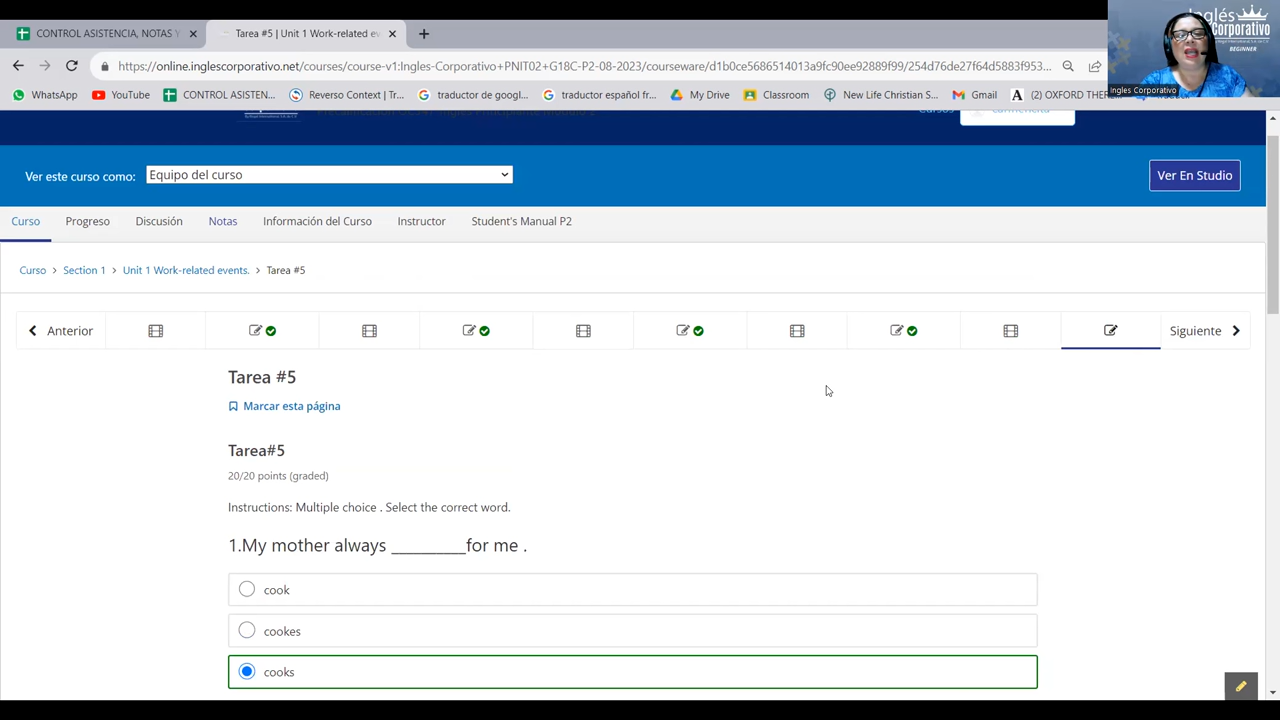 CONTROL ASISTENCIA, NOTAS Y
Tarea #5 | Unit 1 Work-related ev
https://online.inglescorporativo.net/courses/course-v1:Ingles-Corporativo+PNIT02+G18C-P2-08-2023/courseware/d1b0ce5686514013a9fc90ee92889f99/254d76de27f64d5883f953...
WhatsApp
YouTube
CONTROL ASISTEN...
Reverso Context | Tr...
traductor de googl...
traductor español fr...
My Drive
Classroom
New Life Christian S...
Gmail
(2) OXFORD THE
Inglés
Corporativo
BEGINNER
Ingles Corporativo
Ver este curso como:
Equipo del curso
Ver En Studio
Curso
Progreso
Discusión
Notas
Información del Curso
Instructor
Student's Manual P2
Curso > Section 1 > Unit 1 Work-related events. > Tarea #5
Anterior
Siguiente
Tarea #5
Marcar esta página
Tarea#5
20/20 points (graded)
Instructions: Multiple choice . Select the correct word.
1.My mother always ________for me .
cook
cookes
cooks